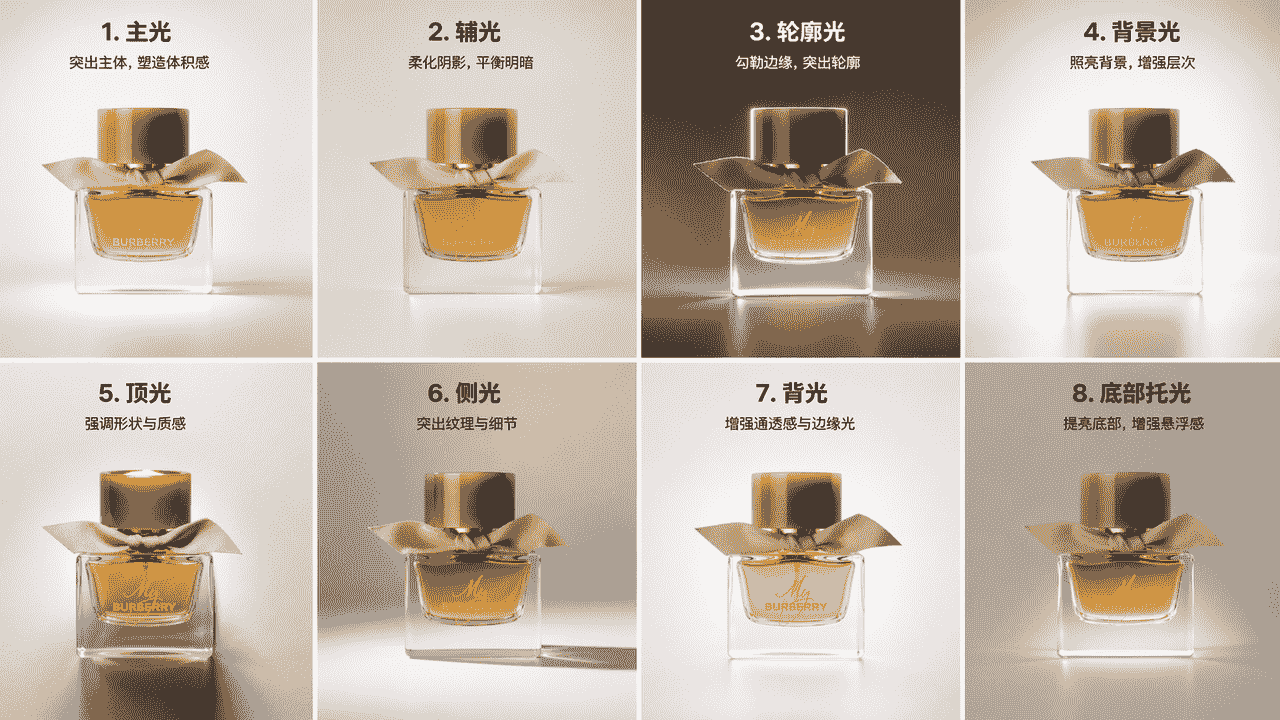 1. 主光
突出主体, 塑造体积感
BURBERRY
2. 辅光
柔化阴影, 平衡明暗
3. 轮廓光
勾勒边缘, 突出轮廓
4. 背景光
照亮背景, 增强层次
BURBERRY
5. 顶光
强调形状与质感
My
BURBERRY
6. 侧光
突出纹理与细节
My
7. 背光
增强通透感与边缘光
My
BURBERRY
8. 底部托光
提亮底部, 增强悬浮感